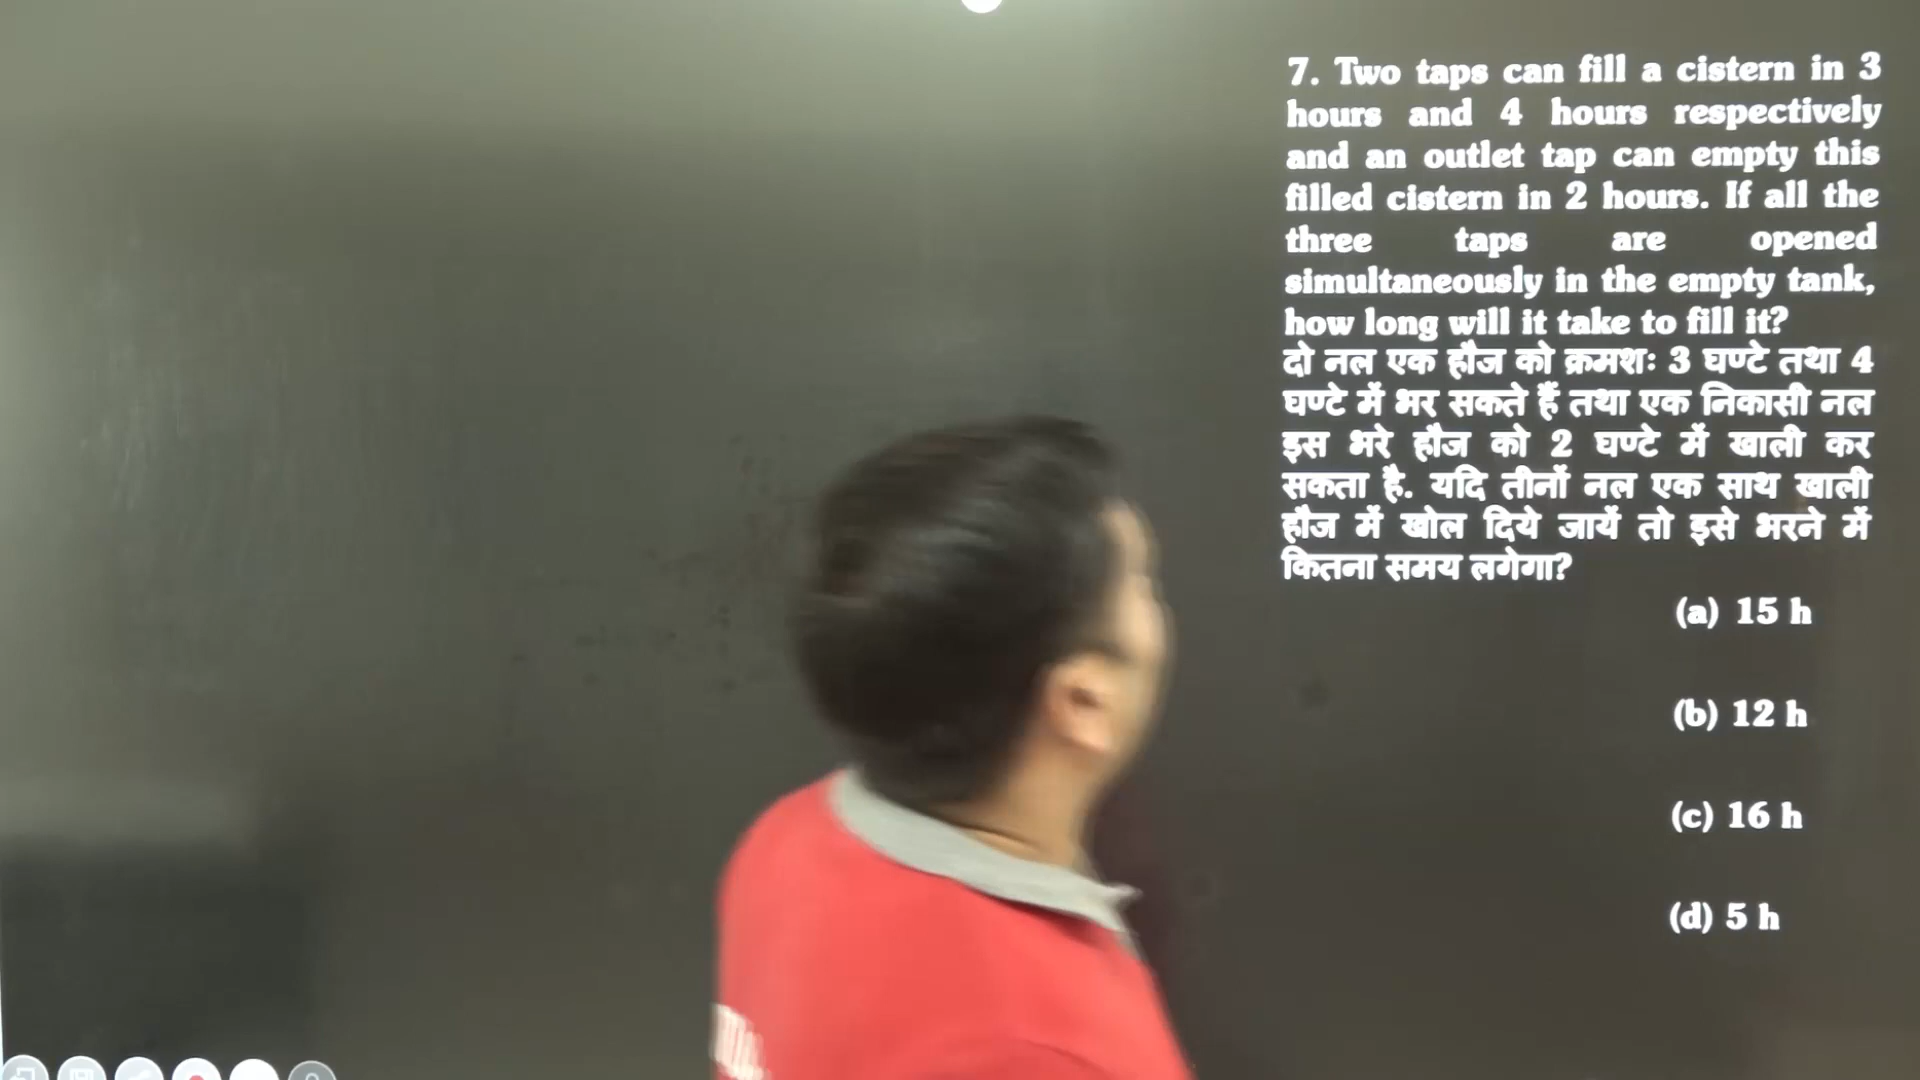 7. Two taps can fill a cistern in 3
hours and 4 hours respectively
and an outlet tap can empty this
filled cistern in 2 hours. If all the
three taps are opened
simultaneously in the empty tank,
how long will it take to fill it?
दो नल एक हौज को क्रमशः 3 घण्टे तथा 4
घण्टे में भर सकते हैं तथा एक निकासी नल
इस भरे हौज को 2 घण्टे में खाली कर
सकता है. यदि तीनों नल एक साथ खाली
हौज में खोल दिये जायें तो इसे भरने में
कितना समय लगेगा?
(a) 15 h
(b) 12 h
(c) 16 h
(d) 5 h